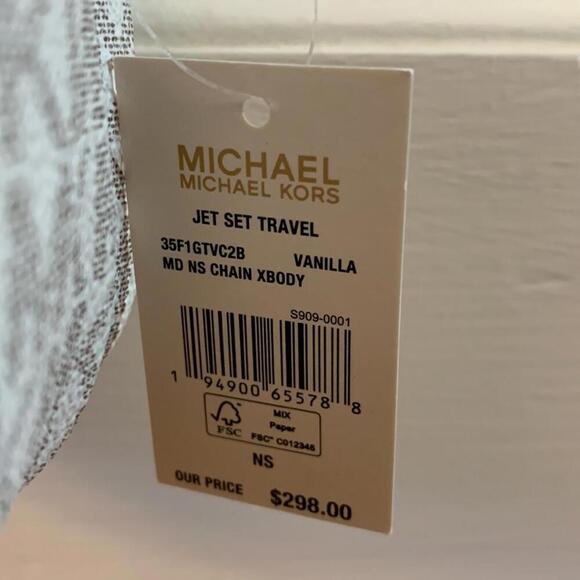 MICHAEL
MICHAEL KORS
JET SET TRAVEL
35F1GTVC2B VANILLA
MD NS CHAIN XBODY
S909-0001
1 94900 65578 8
FSC
MIX
Paper
FSC™ C012345
NS
OUR PRICE $298.00